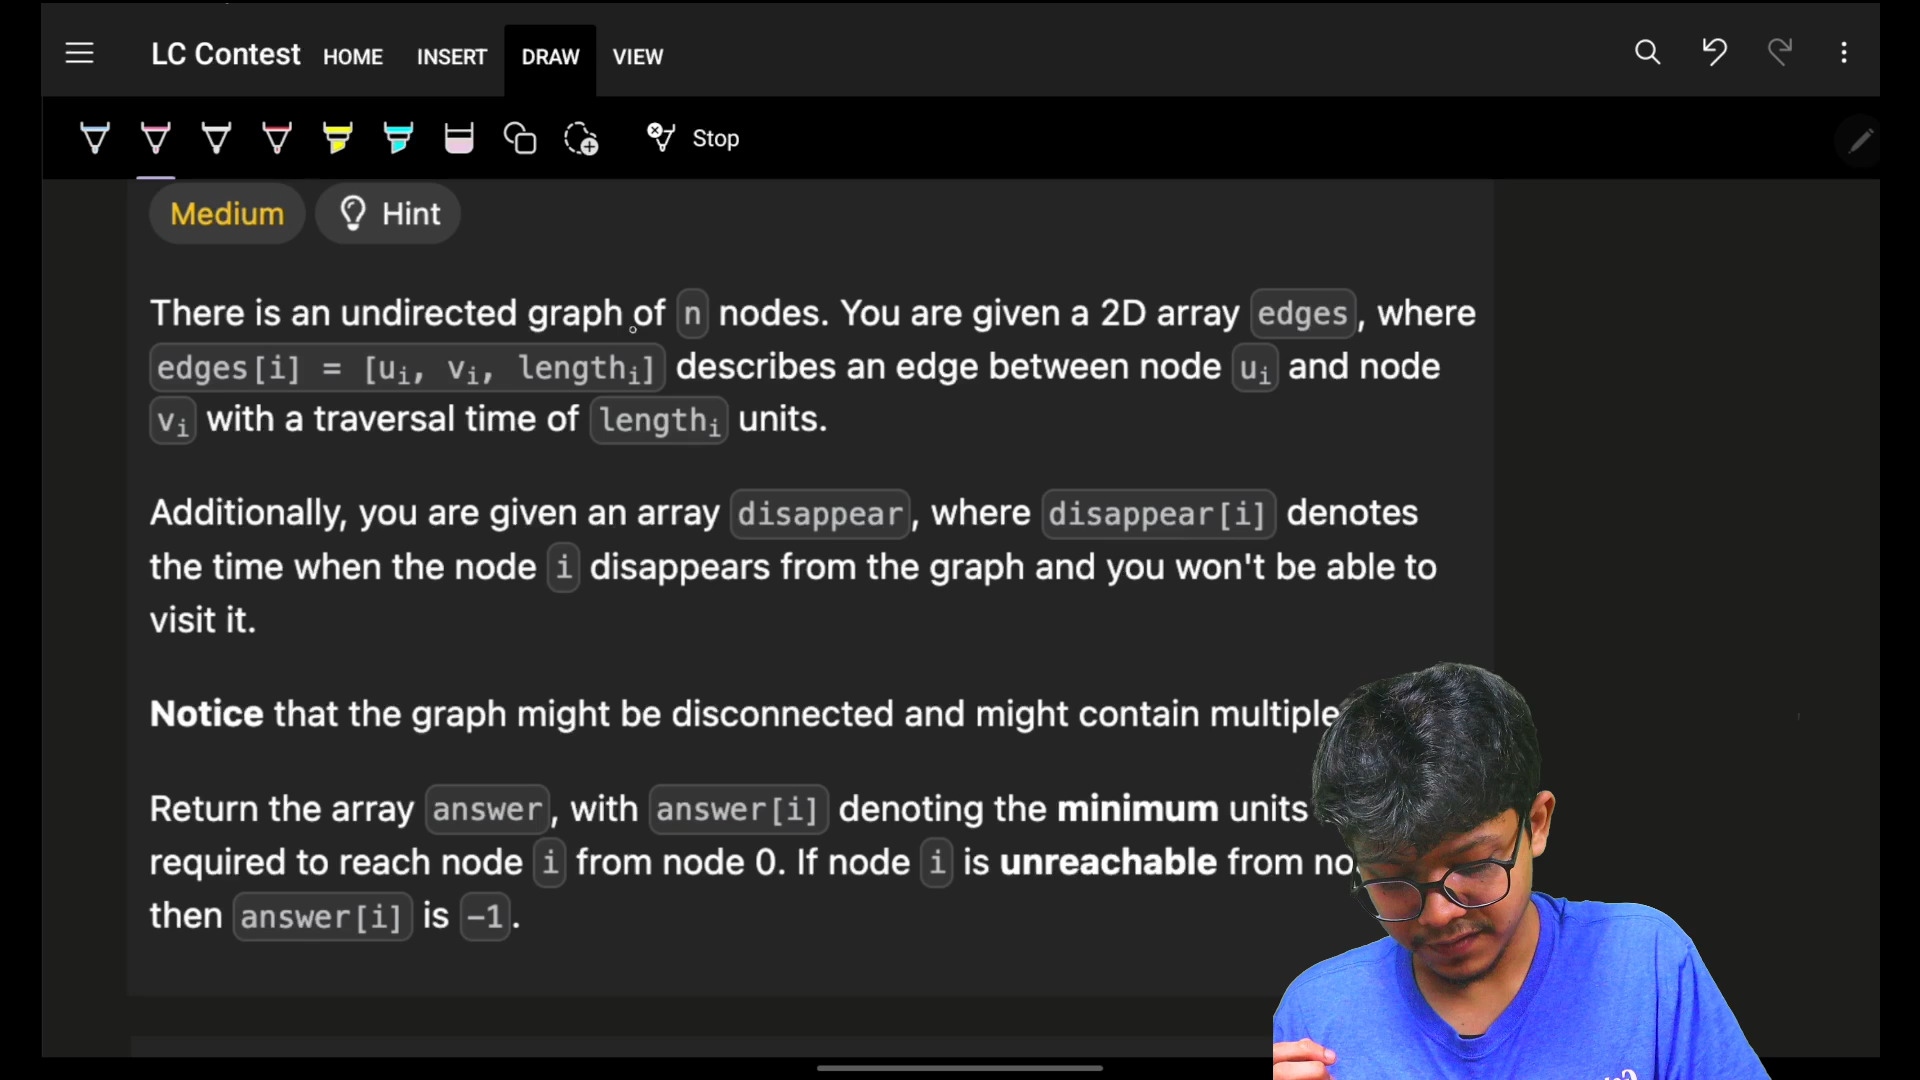 LC Contest HOME INSERT DRAW VIEW
Stop
Medium Hint
There is an undirected graph of n nodes. You are given a 2D array edges, where
edges[i] = [ui, vi, lengthi] describes an edge between node ui and node
vi with a traversal time of lengthi units.
Additionally, you are given an array disappear, where disappear[i] denotes
the time when the node i disappears from the graph and you won't be able to
visit it.
Notice that the graph might be disconnected and might contain multiple
Return the array answer, with answer[i] denoting the minimum units
required to reach node i from node 0. If node i is unreachable from
then answer[i] is -1.